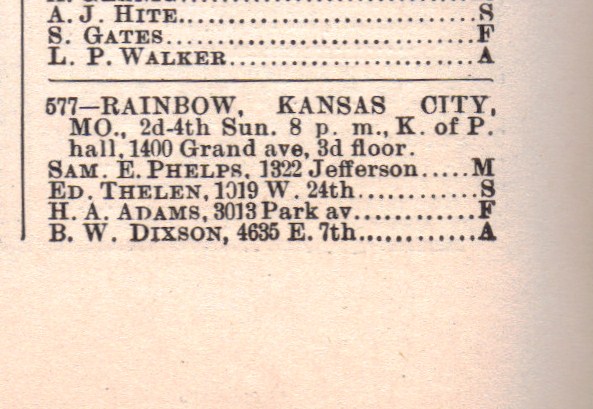 A. J. HITE..............................S
S. GATES................................F
L. P. WALKER.........................A
577—RAINBOW, KANSAS CITY,
MO., 2d-4th Sun. 8 p. m., K. of P.
hall, 1400 Grand ave, 3d floor.
SAM. E. PHELPS, 1322 Jefferson.....M
ED. THELEN, 1019 W. 24th............S
H. A. ADAMS, 3013 Park av............F
B. W. DIXSON, 4635 E. 7th............A